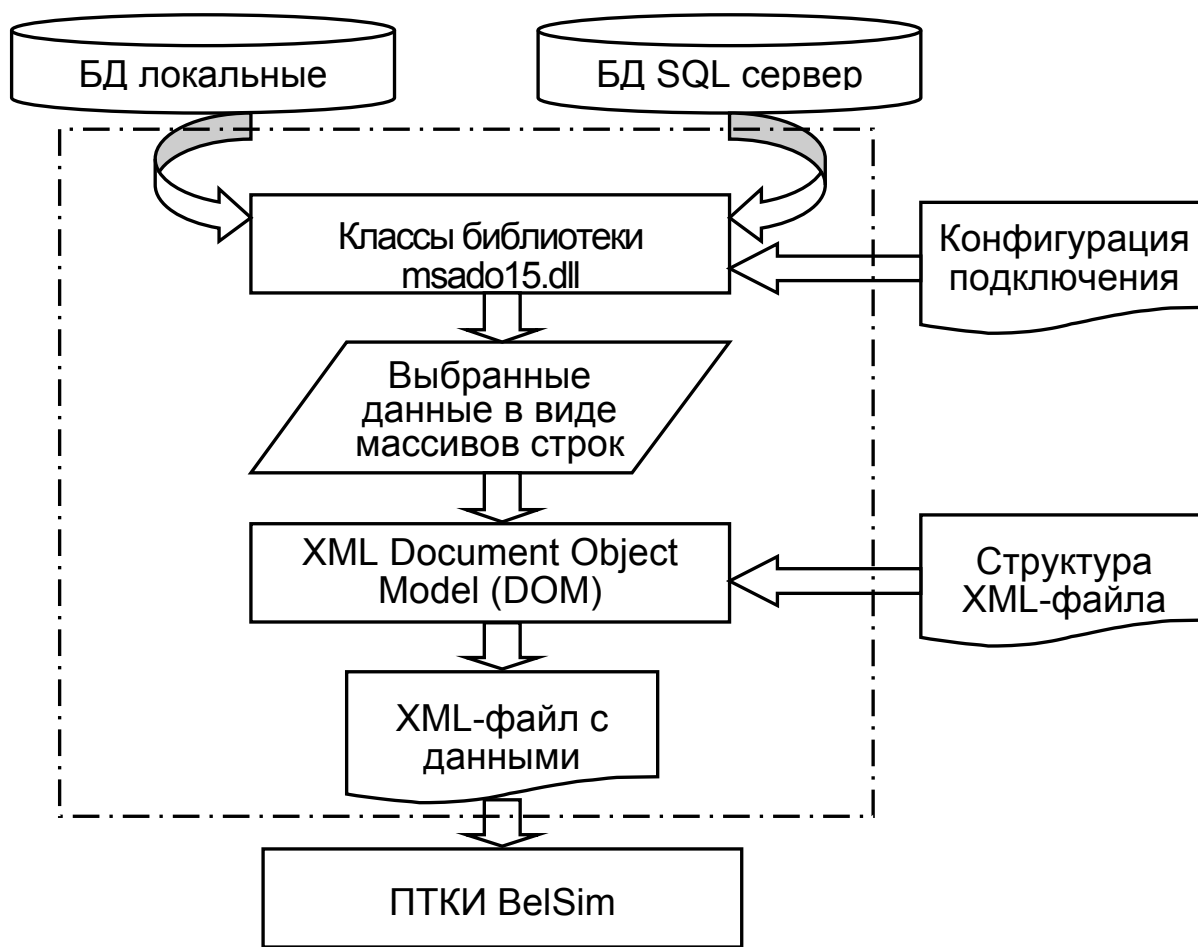 БД локальные
БД SQL сервер
Классы библиотеки
msado15.dll
Конфигурация
подключения
Выбранные
данные в виде
массивов строк
XML Document Object
Model (DOM)
Структура
XML-файла
XML-файл с
данными
ПТКИ BelSim